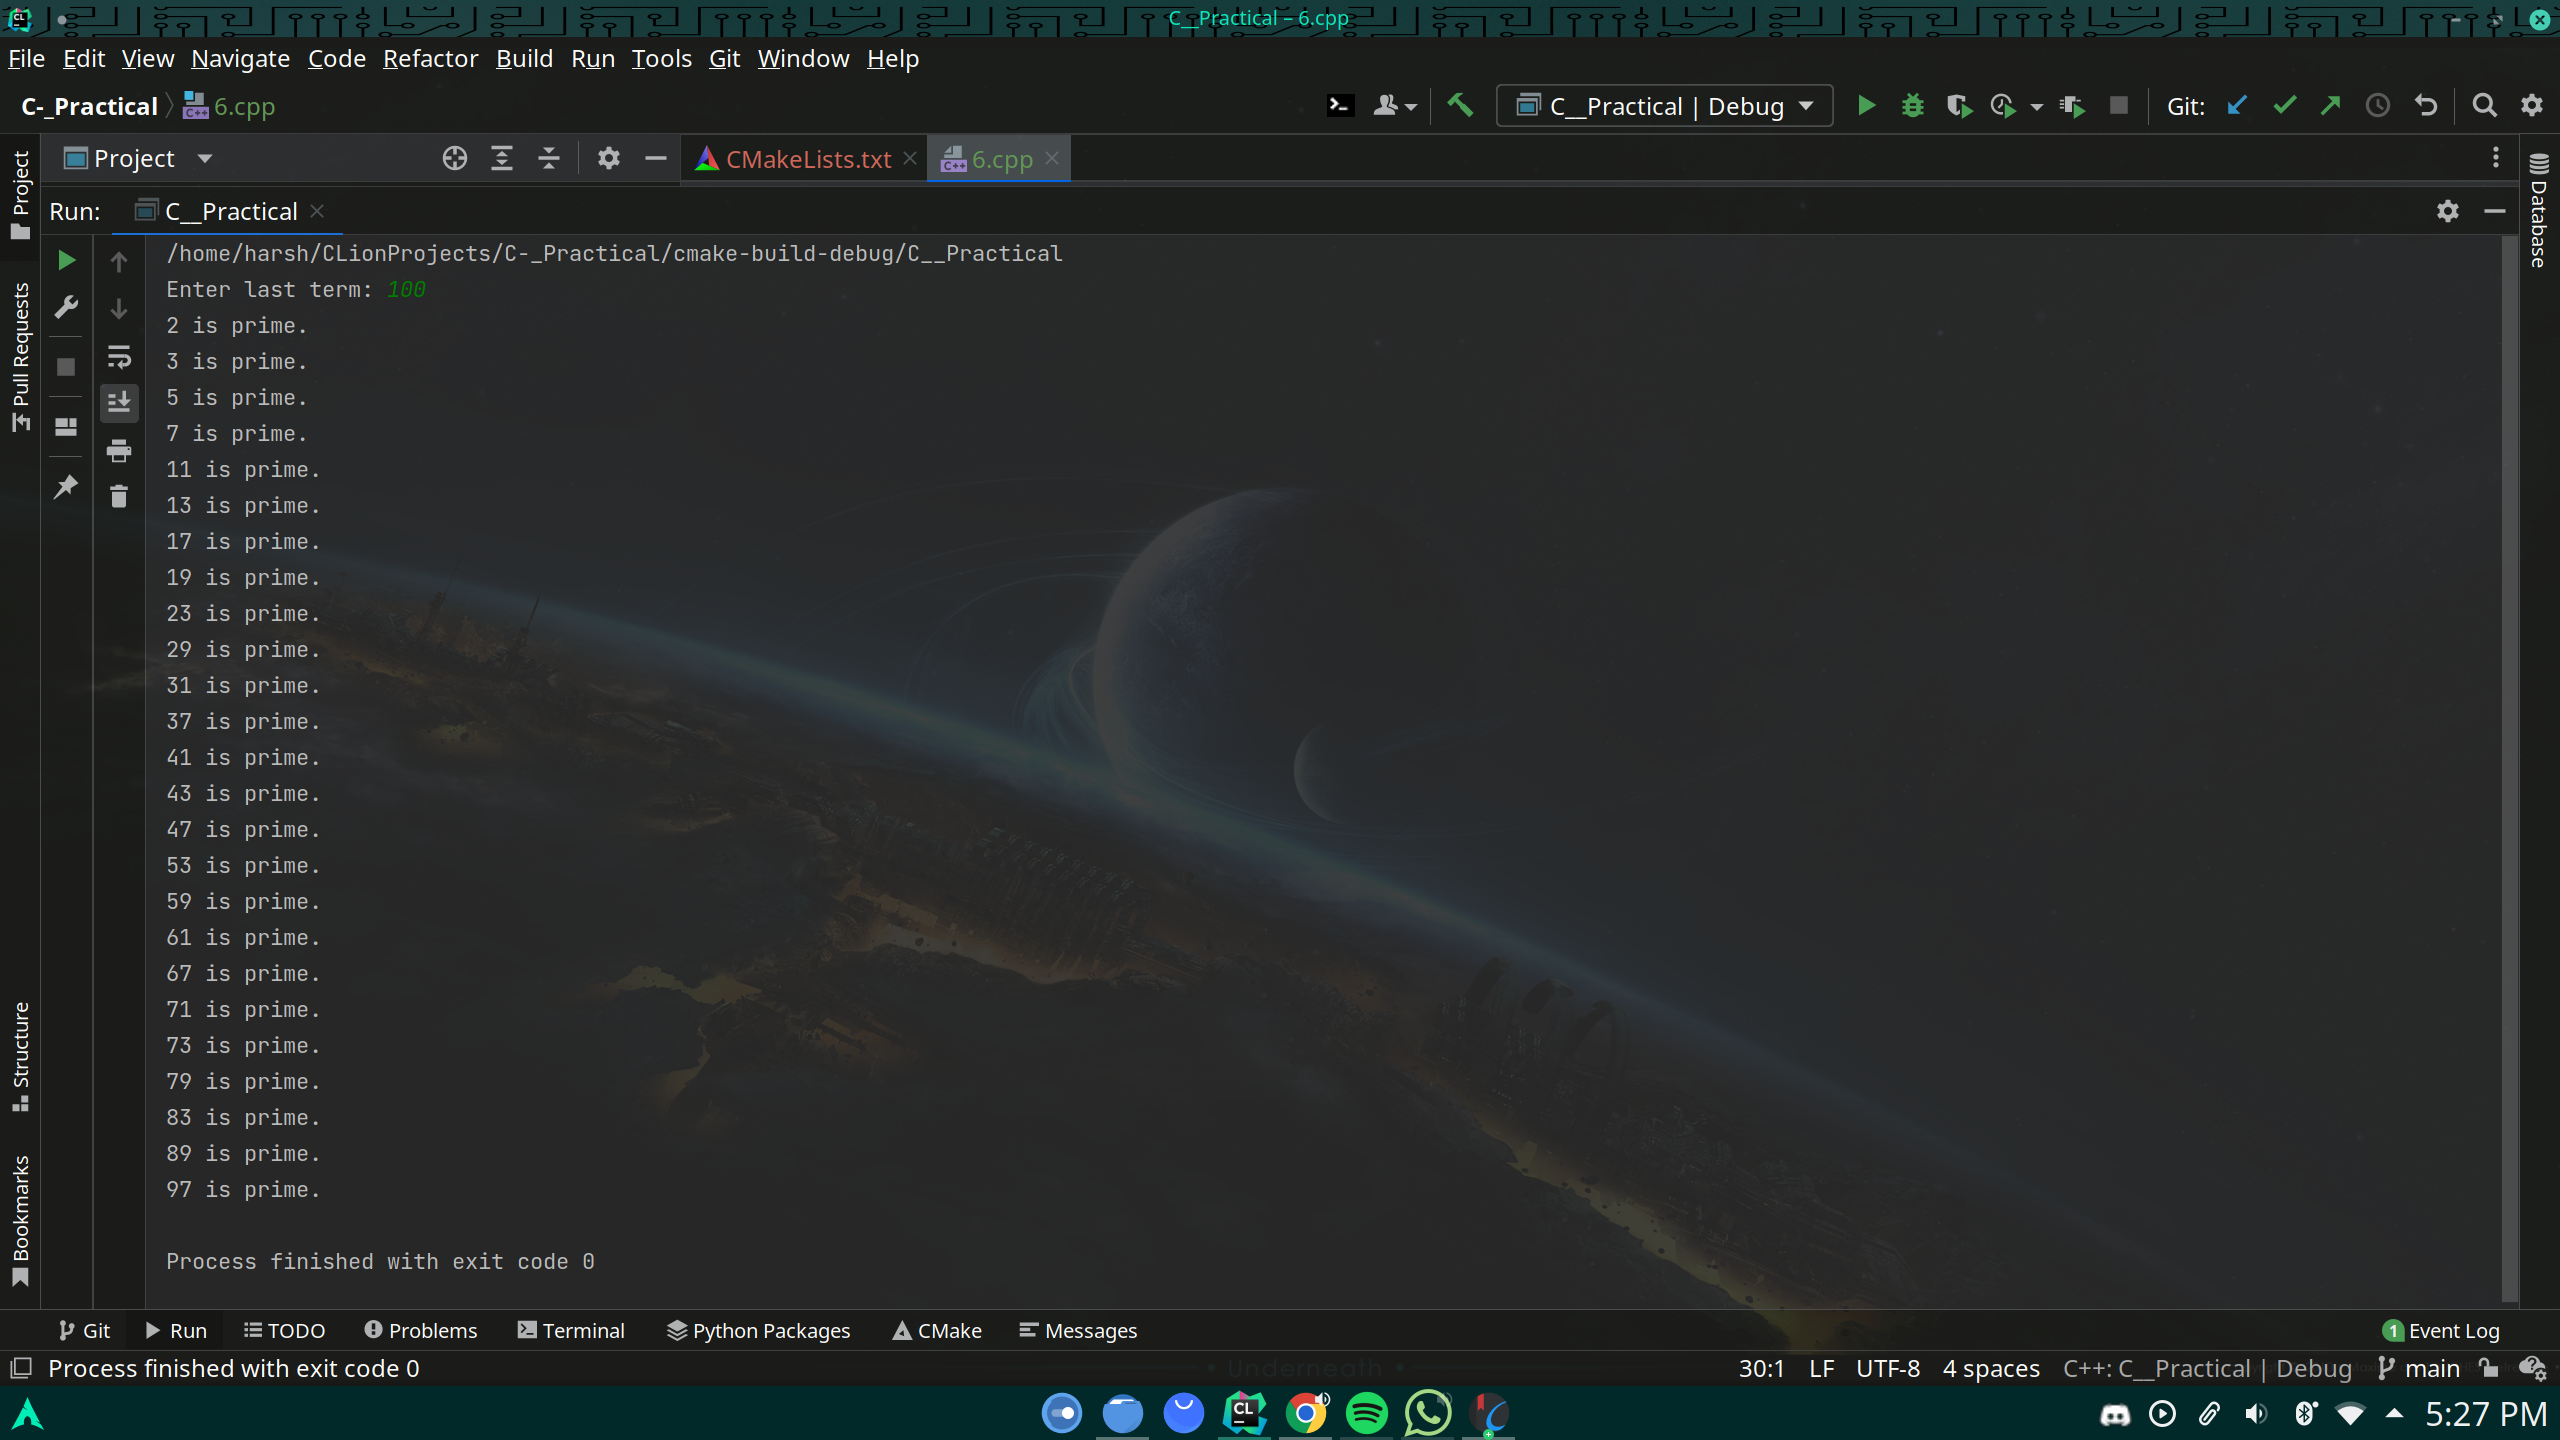 C__Practical – 6.cpp
File Edit View Navigate Code Refactor Build Run Tools Git Window Help
C-_Practical 6.cpp C__Practical | Debug Git:
Project CMakeLists.txt 6.cpp
Run: C__Practical
/home/harsh/CLionProjects/C-_Practical/cmake-build-debug/C__Practical
Enter last term: 100
2 is prime.
3 is prime.
5 is prime.
7 is prime.
11 is prime.
13 is prime.
17 is prime.
19 is prime.
23 is prime.
29 is prime.
31 is prime.
37 is prime.
41 is prime.
43 is prime.
47 is prime.
53 is prime.
59 is prime.
61 is prime.
67 is prime.
71 is prime.
73 is prime.
79 is prime.
83 is prime.
89 is prime.
97 is prime.
Process finished with exit code 0
Project
Pull Requests
Structure
Bookmarks
Database
Git Run TODO Problems Terminal Python Packages CMake Messages 1 Event Log
Process finished with exit code 0 Underneath 30:1 LF UTF-8 4 spaces C++: C__Practical | Debug main
CL 5:27 PM